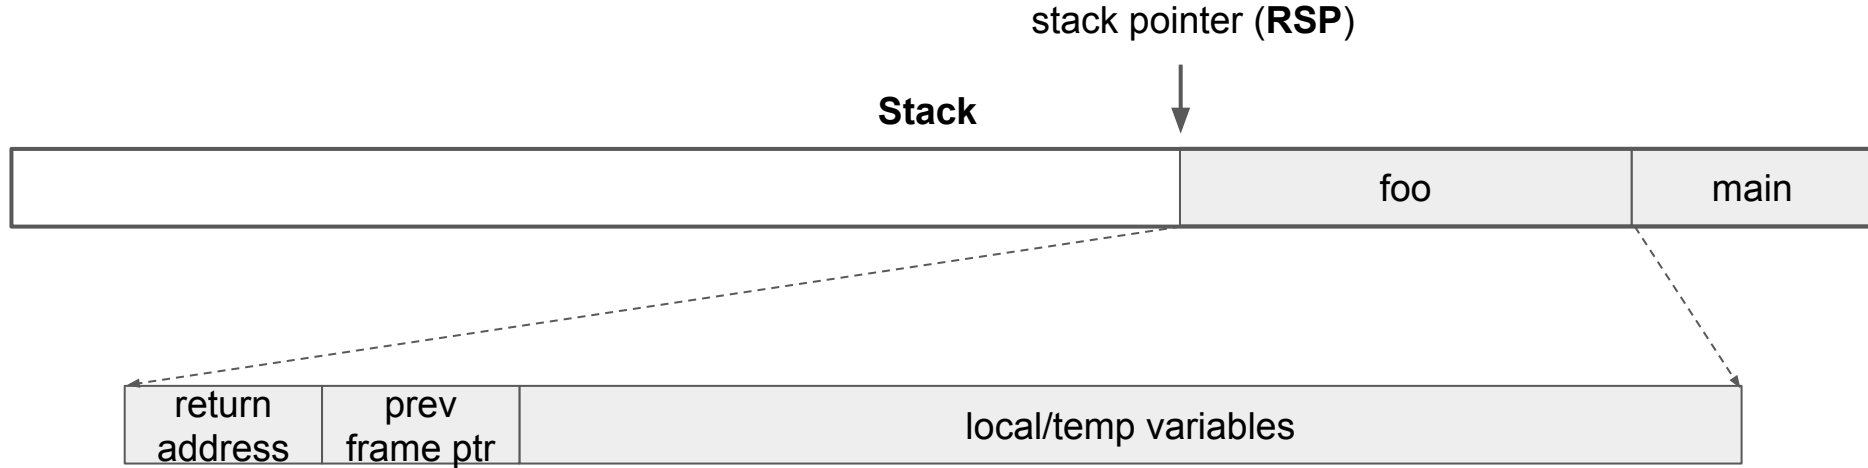 stack pointer (RSP)
Stack
foo
main
return
address
prev
frame ptr
local/temp variables